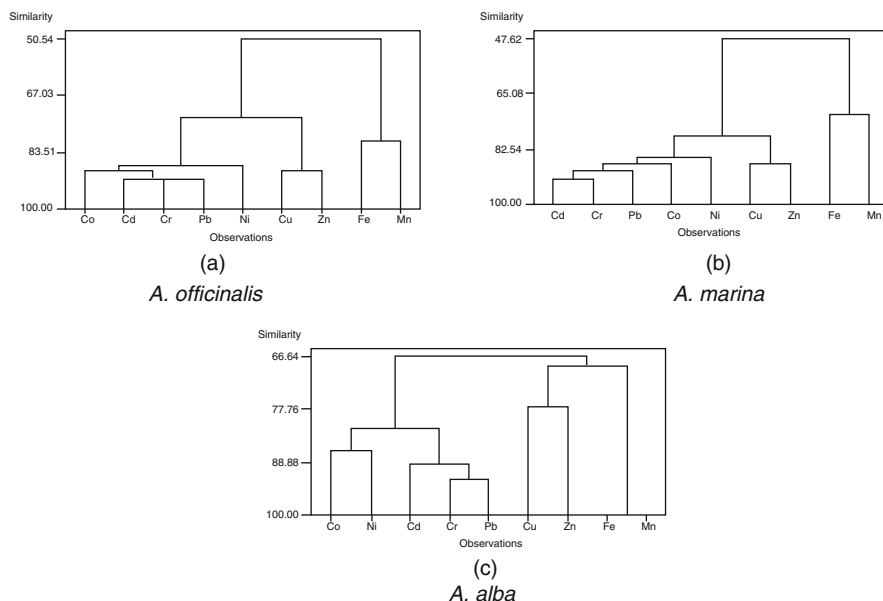 Similarity
50.54
67.03
83.51
100.00
Co Cd Cr Pb Ni Cu Zn Fe Mn
Observations
(a)
A. officinalis
Similarity
47.62
65.08
82.54
100.00
Cd Cr Pb Co Ni Cu Zn Fe Mn
Observations
(b)
A. marina
Similarity
66.64
77.76
88.88
100.00
Co Ni Cd Cr Pb Cu Zn Fe Mn
Observations
(c)
A. alba